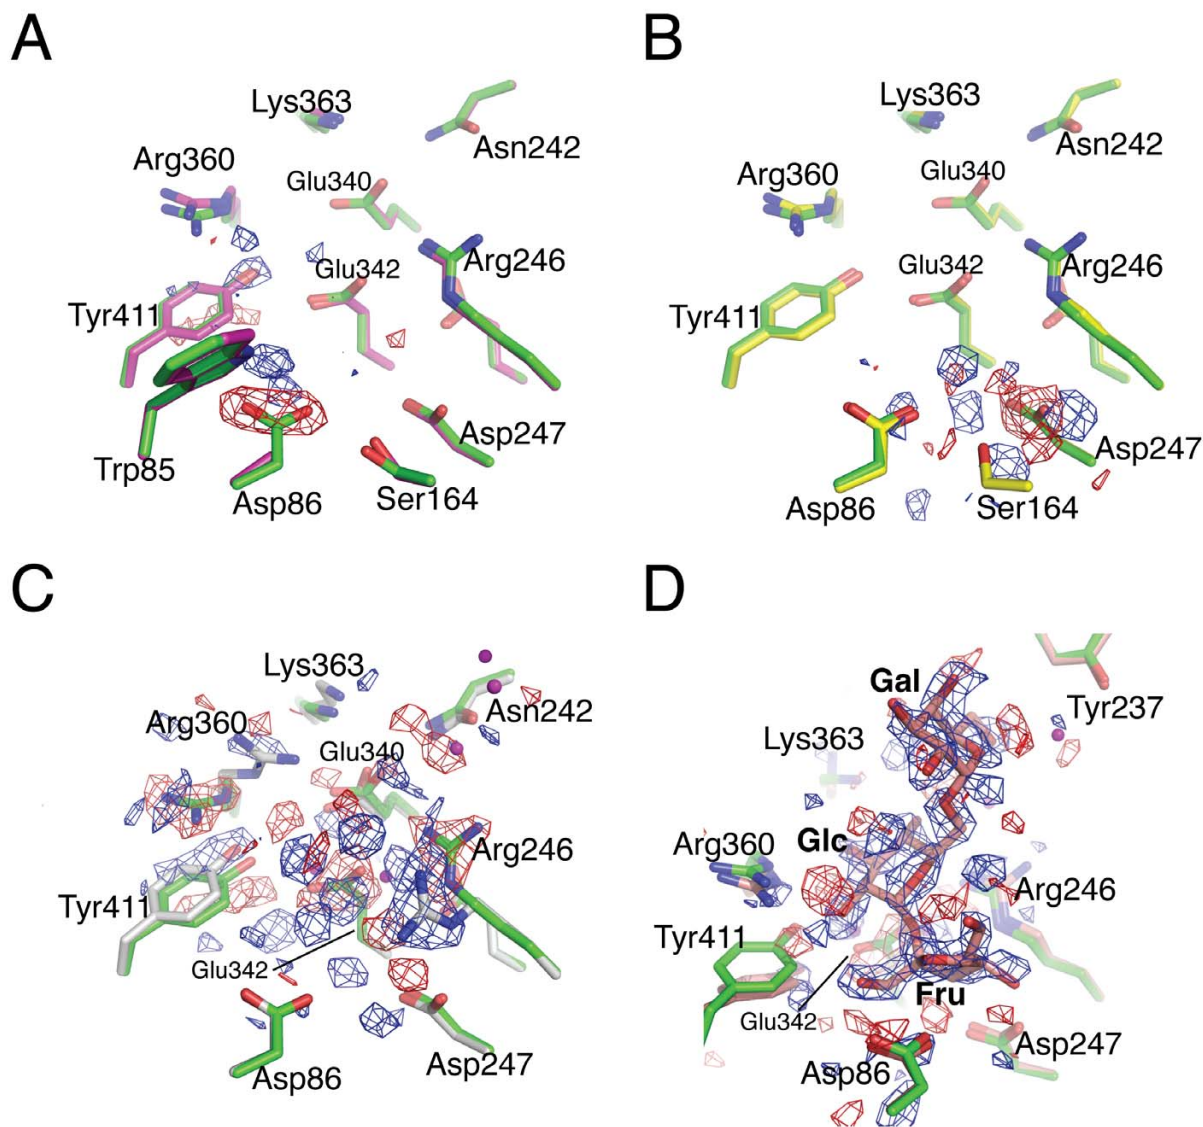 A
Lys363
Asn242
Arg360
Glu340
Arg246
Glu342
Tyr411
Asp247
Trp85
Asp86
Ser164
B
Lys363
Asn242
Arg360
Glu340
Arg246
Glu342
Tyr411
Asp247
Asp86
Ser164
C
Lys363
Asn242
Arg360
Glu340
Arg246
Tyr411
Glu342
Asp86
Asp247
D
Gal
Tyr237
Lys363
Glc
Arg360
Arg246
Tyr411
Fru
Glu342
Asp247
Asp86